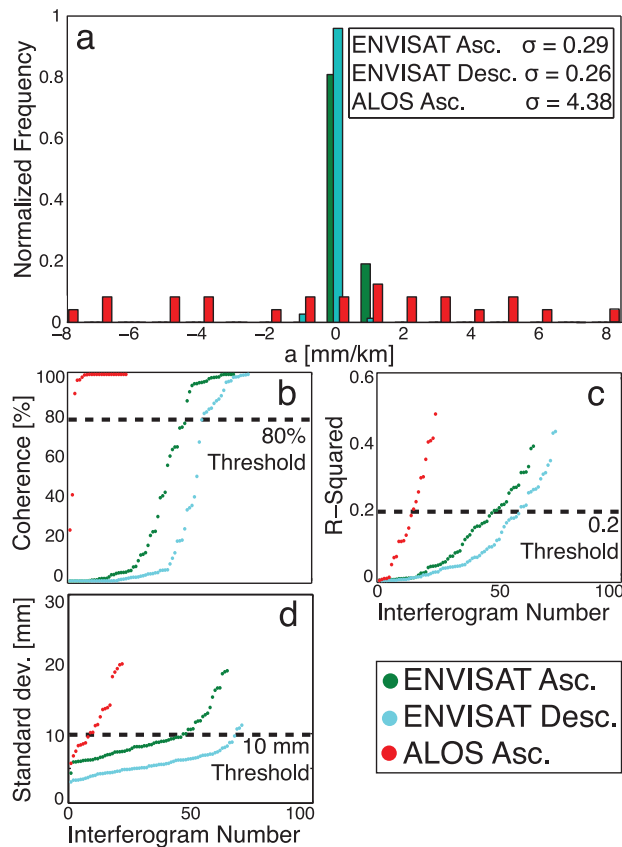 a
ENVISAT Asc. σ = 0.29
ENVISAT Desc. σ = 0.26
ALOS Asc. σ = 4.38
Normalized Frequency
1
0.8
0.6
0.4
0.2
0
−8 −6 −4 −2 0 2 4 6 8
a [mm/km]
b
Coherence [%]
100
80
60
40
20
0
80%
Threshold
c
R−Squared
0.6
0.4
0.2
0
0.2
Threshold
0 50 100
Interferogram Number
d
Standard dev. [mm]
30
20
10
0
10 mm
Threshold
0 50 100
Interferogram Number
ENVISAT Asc.
ENVISAT Desc.
ALOS Asc.